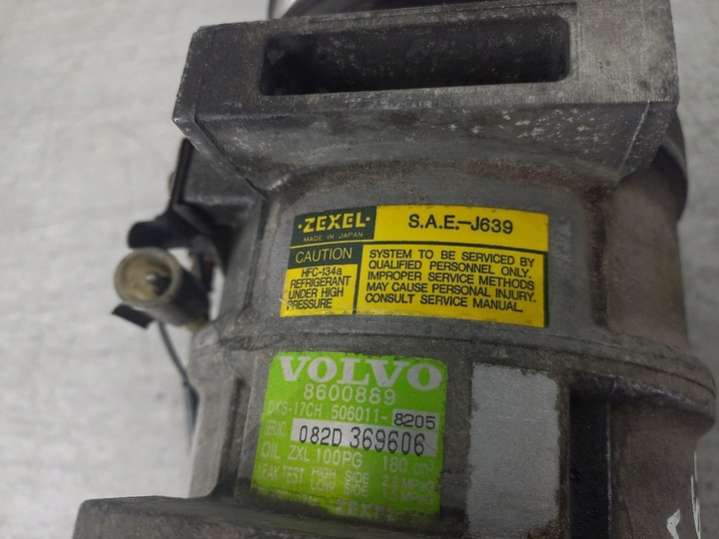 ·ZEXEL·
MADE IN JAPAN
S.A.E.-J639
CAUTION
HFC-134a
REFRIGERANT
UNDER HIGH
PRESSURE
SYSTEM TO BE SERVICED BY
QUALIFIED PERSONNEL ONLY.
IMPROPER SERVICE METHODS
MAY CAUSE PERSONAL INJURY.
CONSULT SERVICE MANUAL.
VOLVO
8600889
DKS-17CH 506011-8205
082D 369606
OIL ZXL 100PG 180 cm³
LEAK TEST HIGH SIDE
LOW SIDE
ZEXEL